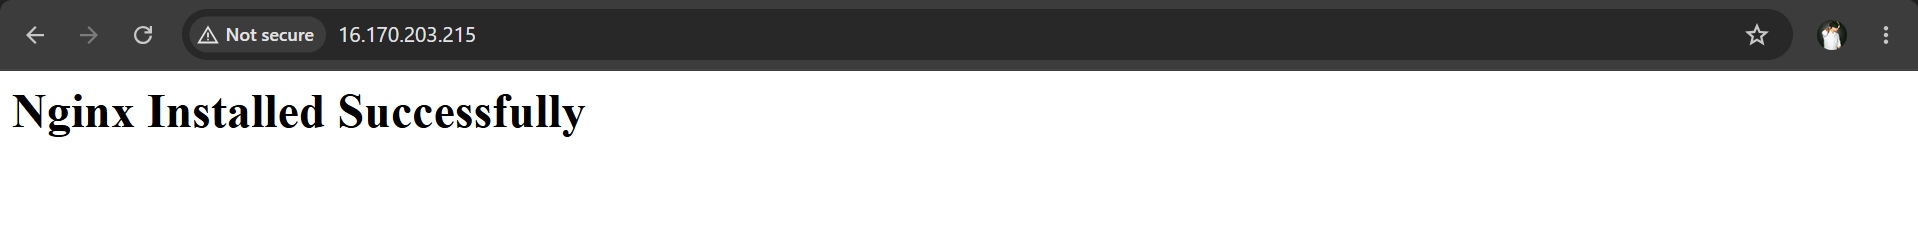 Not secure 16.170.203.215
Nginx Installed Successfully